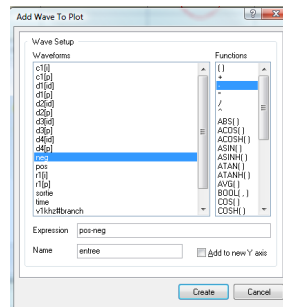 Add Wave To Plot
Wave Setup
Waveforms
c1[i]
c1[p]
d1[id]
d1[p]
d2[id]
d2[p]
d3[id]
d3[p]
d4[id]
d4[p]
neg
pos
r1[i]
r1[p]
sortie
time
v1khz#branch
Functions
( )
+
-
*
/
^
ABS( )
ACOS( )
ACOSH( )
ASIN( )
ASINH( )
ATAN( )
ATANH( )
AVG( )
BOOL( , )
COS( )
COSH( )
Expression pos-neg
Name entree
Add to new Y axis
Create Cancel